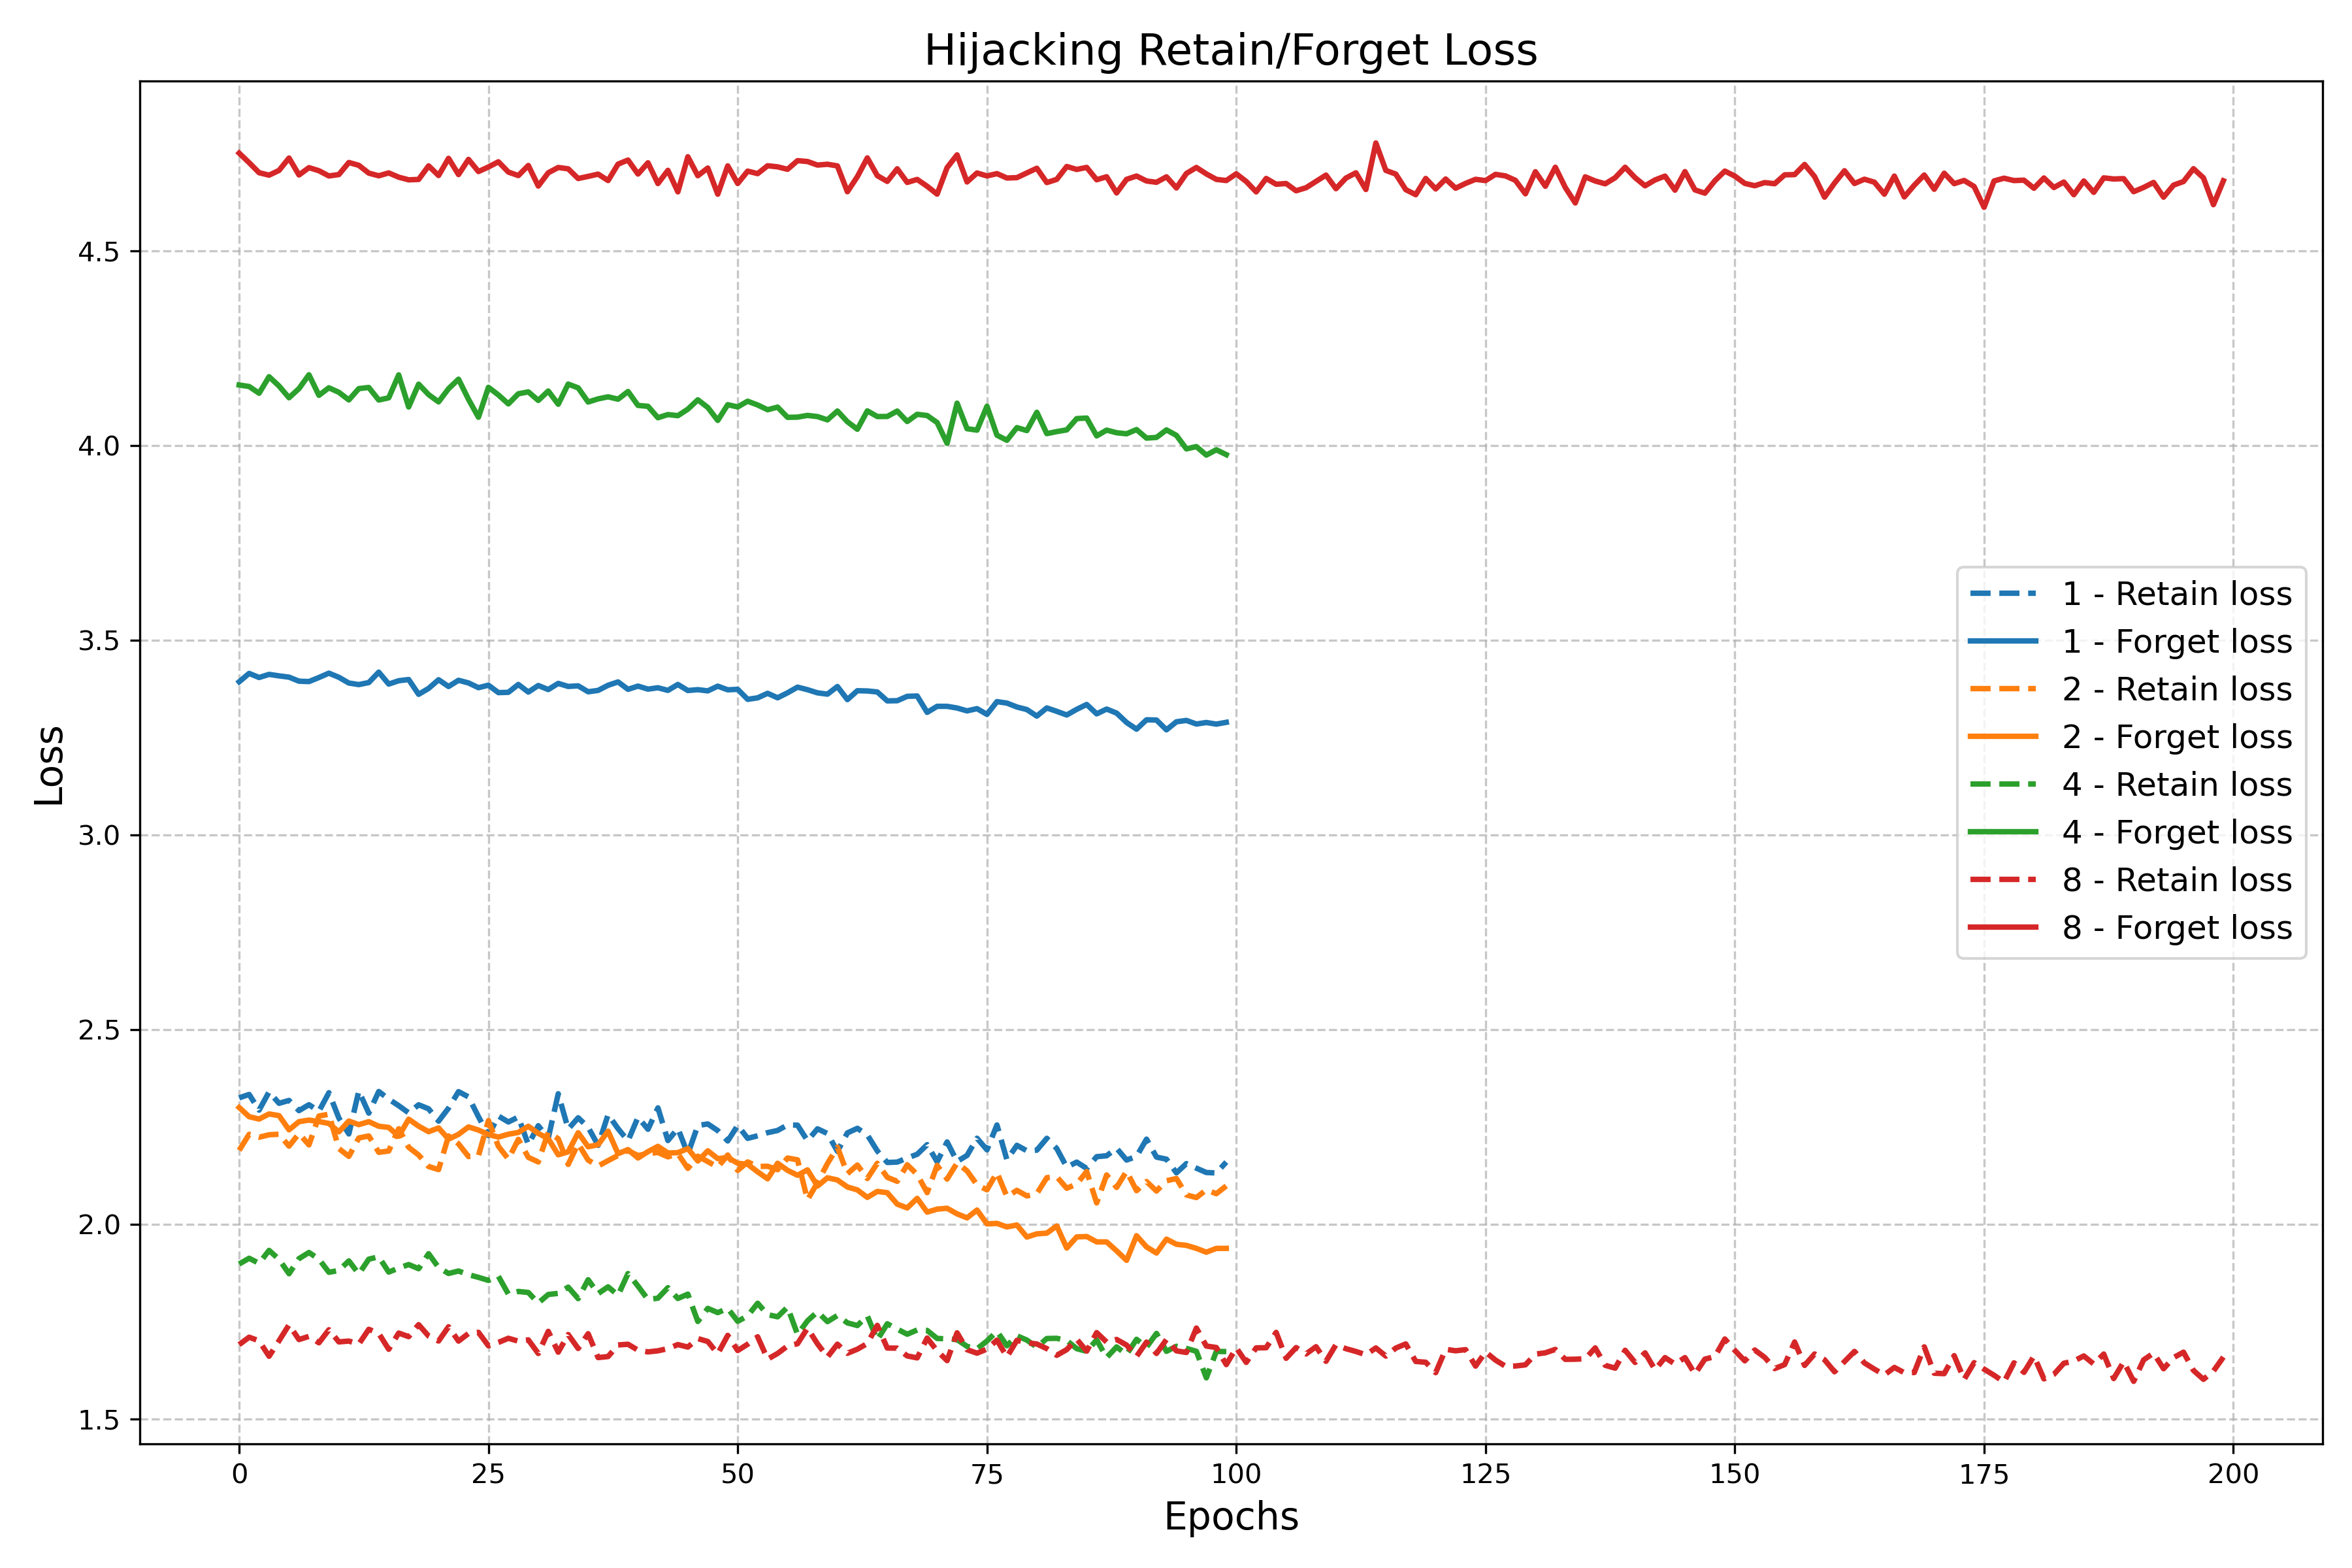 Hijacking Retain/Forget Loss
Loss
4.5
4.0
3.5
3.0
2.5
2.0
1.5
1 - Retain loss
1 - Forget loss
2 - Retain loss
2 - Forget loss
4 - Retain loss
4 - Forget loss
8 - Retain loss
8 - Forget loss
0 25 50 75 100 125 150 175 200
Epochs